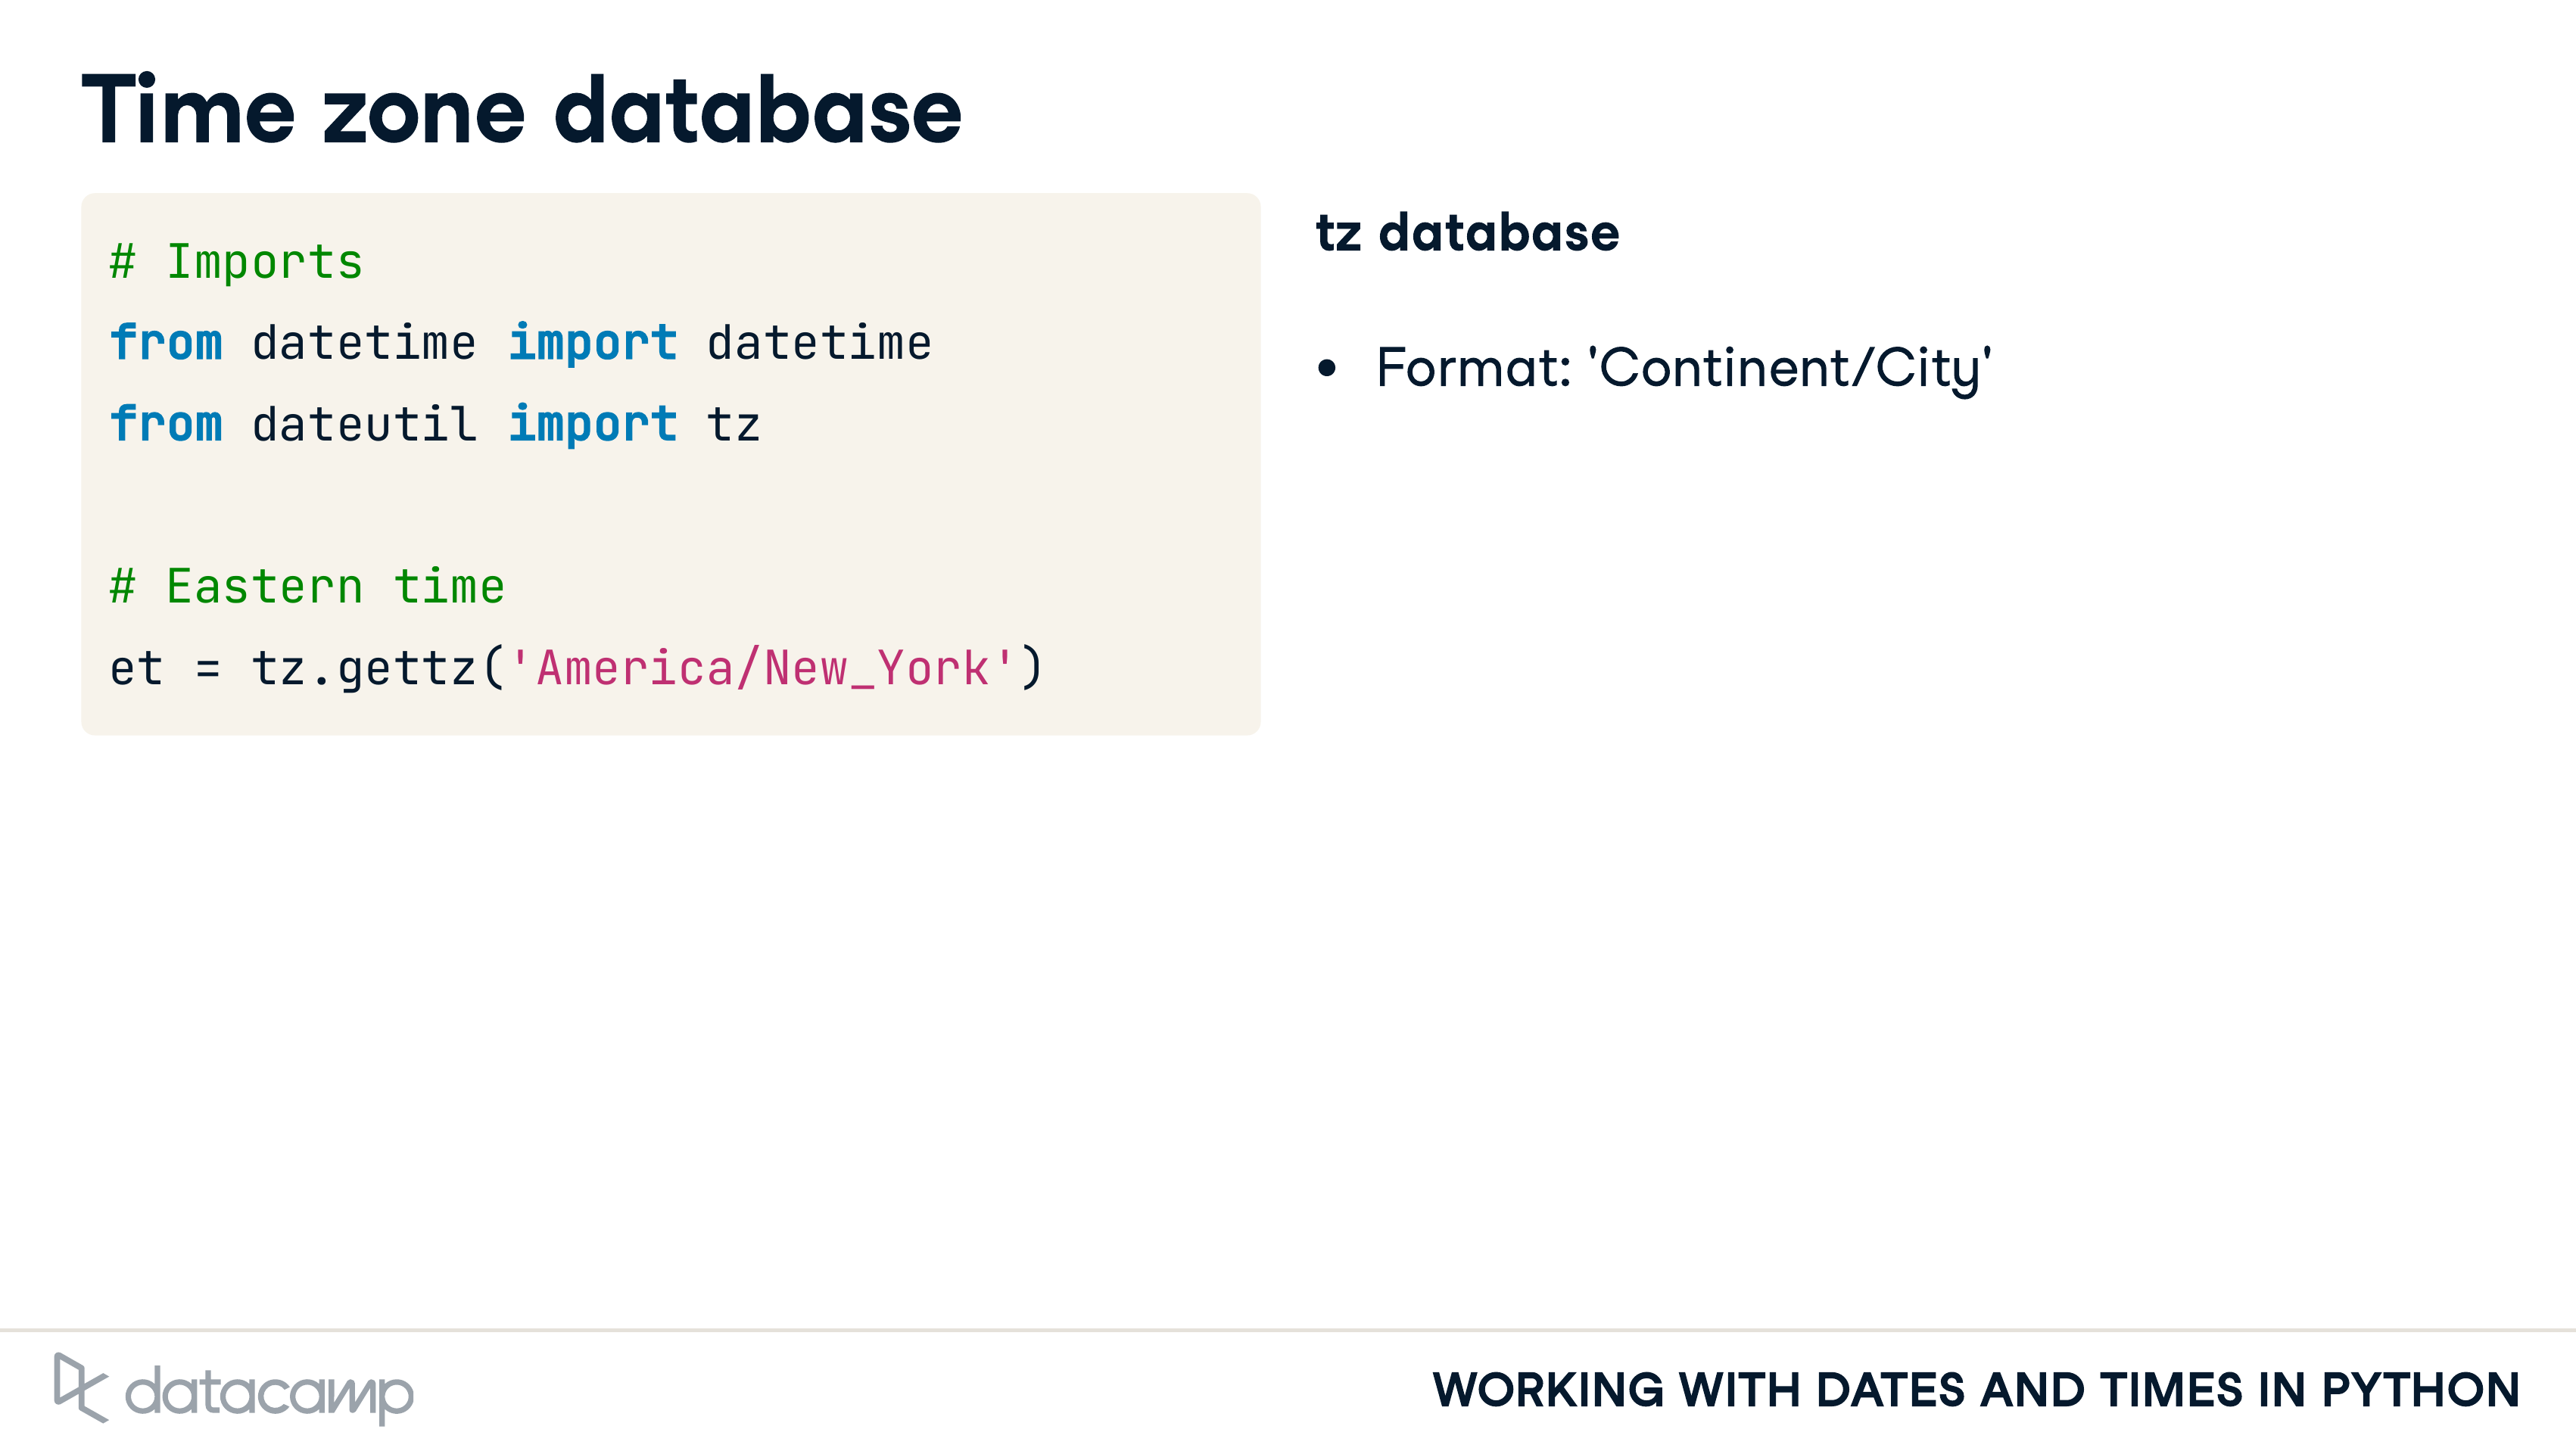 Time zone database
# Imports
from datetime import datetime
from dateutil import tz
# Eastern time
et = tz.gettz('America/New_York')
tz database
• Format: 'Continent/City'
datacamp
WORKING WITH DATES AND TIMES IN PYTHON